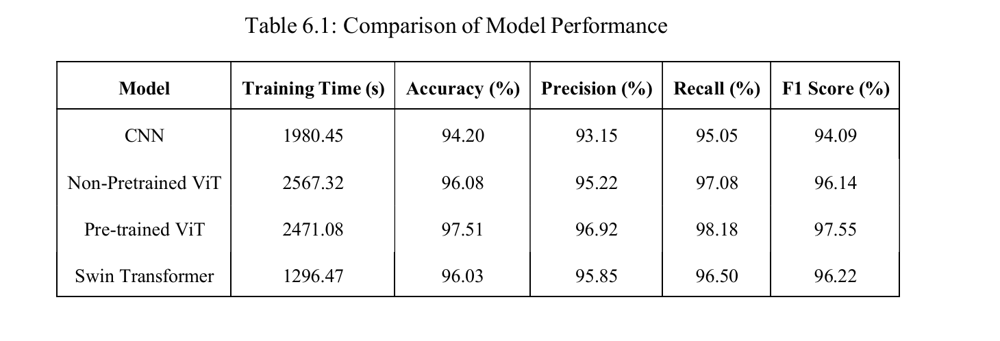 Table 6.1: Comparison of Model Performance
Model Training Time (s) Accuracy (%) Precision (%) Recall (%) F1 Score (%)
CNN 1980.45 94.20 93.15 95.05 94.09
Non-Pretrained ViT 2567.32 96.08 95.22 97.08 96.14
Pre-trained ViT 2471.08 97.51 96.92 98.18 97.55
Swin Transformer 1296.47 96.03 95.85 96.50 96.22